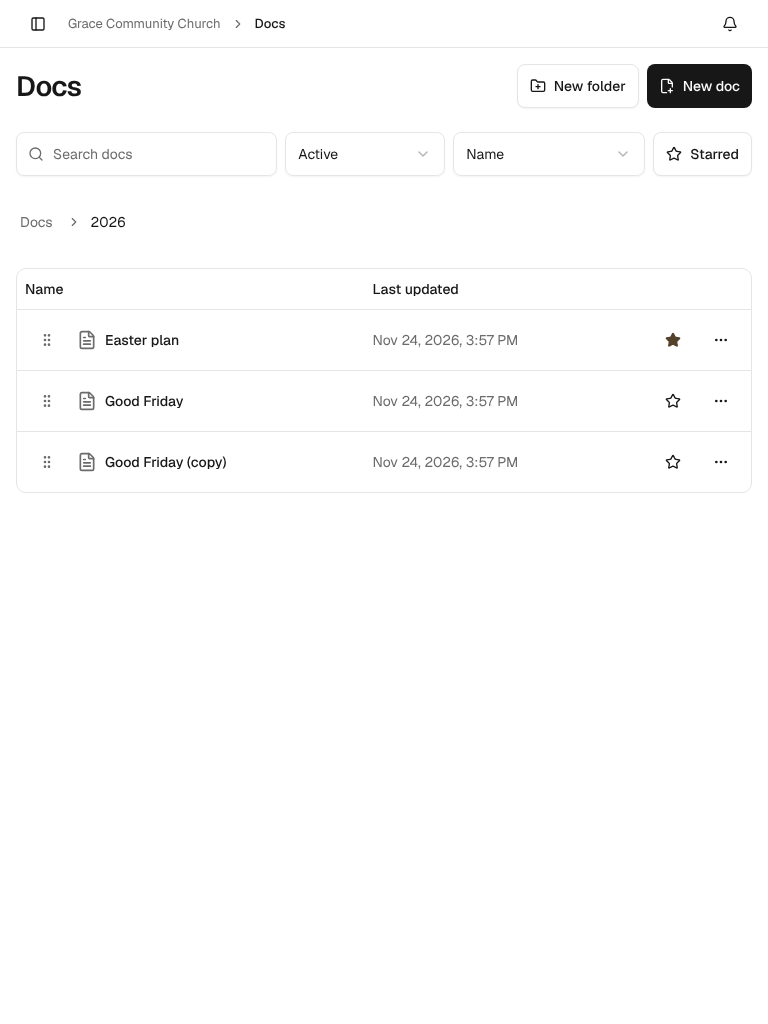 Grace Community Church Docs
Docs
New folder
New doc
Search docs
Active
Name
Starred
Docs 2026
Name Last updated
Easter plan Nov 24, 2026, 3:57 PM
Good Friday Nov 24, 2026, 3:57 PM
Good Friday (copy) Nov 24, 2026, 3:57 PM